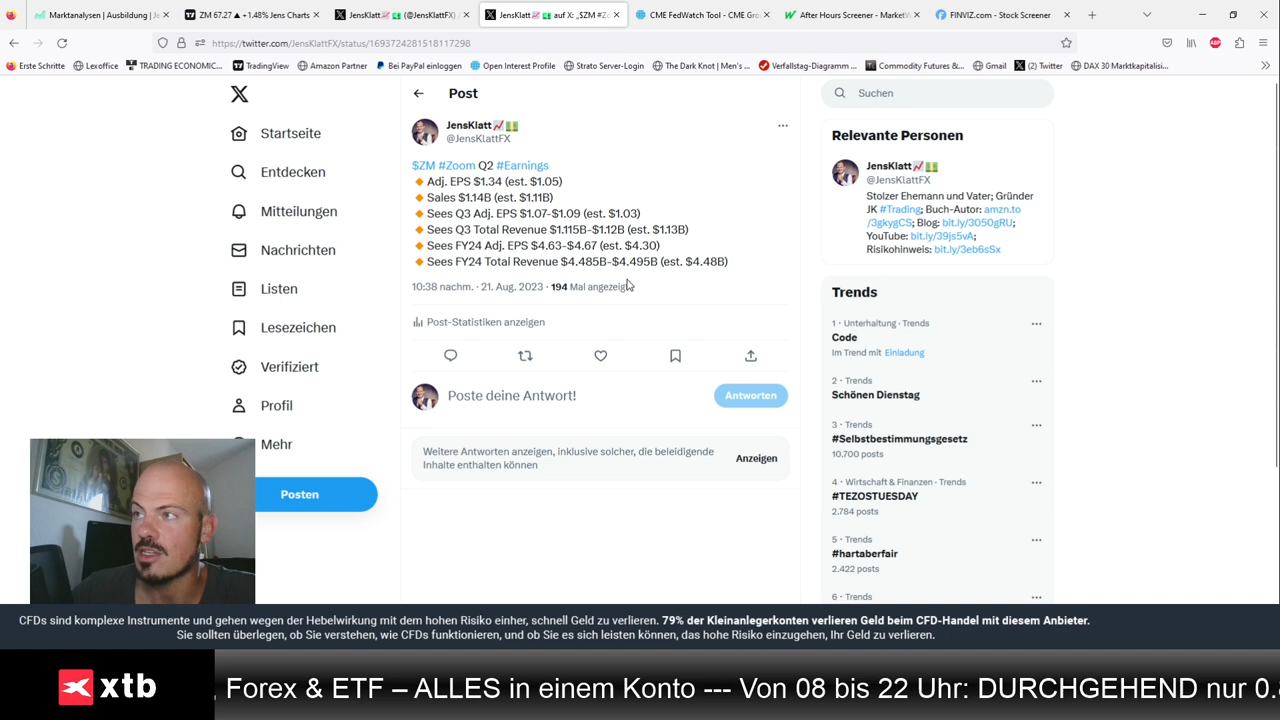 Marktanalysen | Ausbildung |
ZM 67.27 ▲ +1.48% Jens Charts
JensKlatt📈💵 (@JensKlattFX) /
JensKlatt📈💵 auf X: „$ZM #Zo
CME FedWatch Tool - CME Gro
After Hours Screener - MarketW
FINVIZ.com - Stock Screener
https://twitter.com/JensKlattFX/status/1693724281518117298
Erste Schritte
Lexoffice
TRADING ECONOMIC...
TradingView
Amazon Partner
Bei PayPal einloggen
Open Interest Profile
Strato Server-Login
The Dark Knot | Men's ...
Verfallstag-Diagramm ...
Commodity Futures &...
Gmail
(2) Twitter
DAX 30 Marktkapitalisi...
Startseite
Entdecken
Mitteilungen
Nachrichten
Listen
Lesezeichen
Verifiziert
Profil
Mehr
Posten
Post
JensKlatt📈💵
@JensKlattFX
$ZM #Zoom Q2 #Earnings
🔸Adj. EPS $1.34 (est. $1.05)
🔸Sales $1.14B (est. $1.11B)
🔸Sees Q3 Adj. EPS $1.07-$1.09 (est. $1.03)
🔸Sees Q3 Total Revenue $1.115B-$1.12B (est. $1.13B)
🔸Sees FY24 Adj. EPS $4.63-$4.67 (est. $4.30)
🔸Sees FY24 Total Revenue $4.485B-$4.495B (est. $4.48B)
10:38 nachm. · 21. Aug. 2023 · 194 Mal angezeigt
Post-Statistiken anzeigen
Poste deine Antwort!
Antworten
Weitere Antworten anzeigen, inklusive solcher, die beleidigende
Inhalte enthalten können
Anzeigen
Suchen
Relevante Personen
JensKlatt📈💵
@JensKlattFX
Stolzer Ehemann und Vater; Gründer
JK #Trading; Buch-Autor: amzn.to
/3gkygCS; Blog: bit.ly/3050gRU;
YouTube: bit.ly/39js5vA;
Risikohinweis: bit.ly/3eb6sSx
Trends
1 · Unterhaltung · Trends
Code
Im Trend mit Einladung
2 · Trends
Schönen Dienstag
3 · Trends
#Selbstbestimmungsgesetz
10.700 posts
4 · Wirtschaft & Finanzen · Trends
#TEZOSTUESDAY
2.784 posts
5 · Trends
#hartaberfair
2.422 posts
6 · Trends
CFDs sind komplexe Instrumente und gehen wegen der Hebelwirkung mit dem hohen Risiko einher, schnell Geld zu verlieren. 79% der Kleinanlegerkonten verlieren Geld beim CFD-Handel mit diesem Anbieter.
Sie sollten überlegen, ob Sie verstehen, wie CFDs funktionieren, und ob Sie es sich leisten können, das hohe Risiko einzugehen, Ihr Geld zu verlieren.
xtb
, Forex & ETF – ALLES in einem Konto --- Von 08 bis 22 Uhr: DURCHGEHEND nur 0.